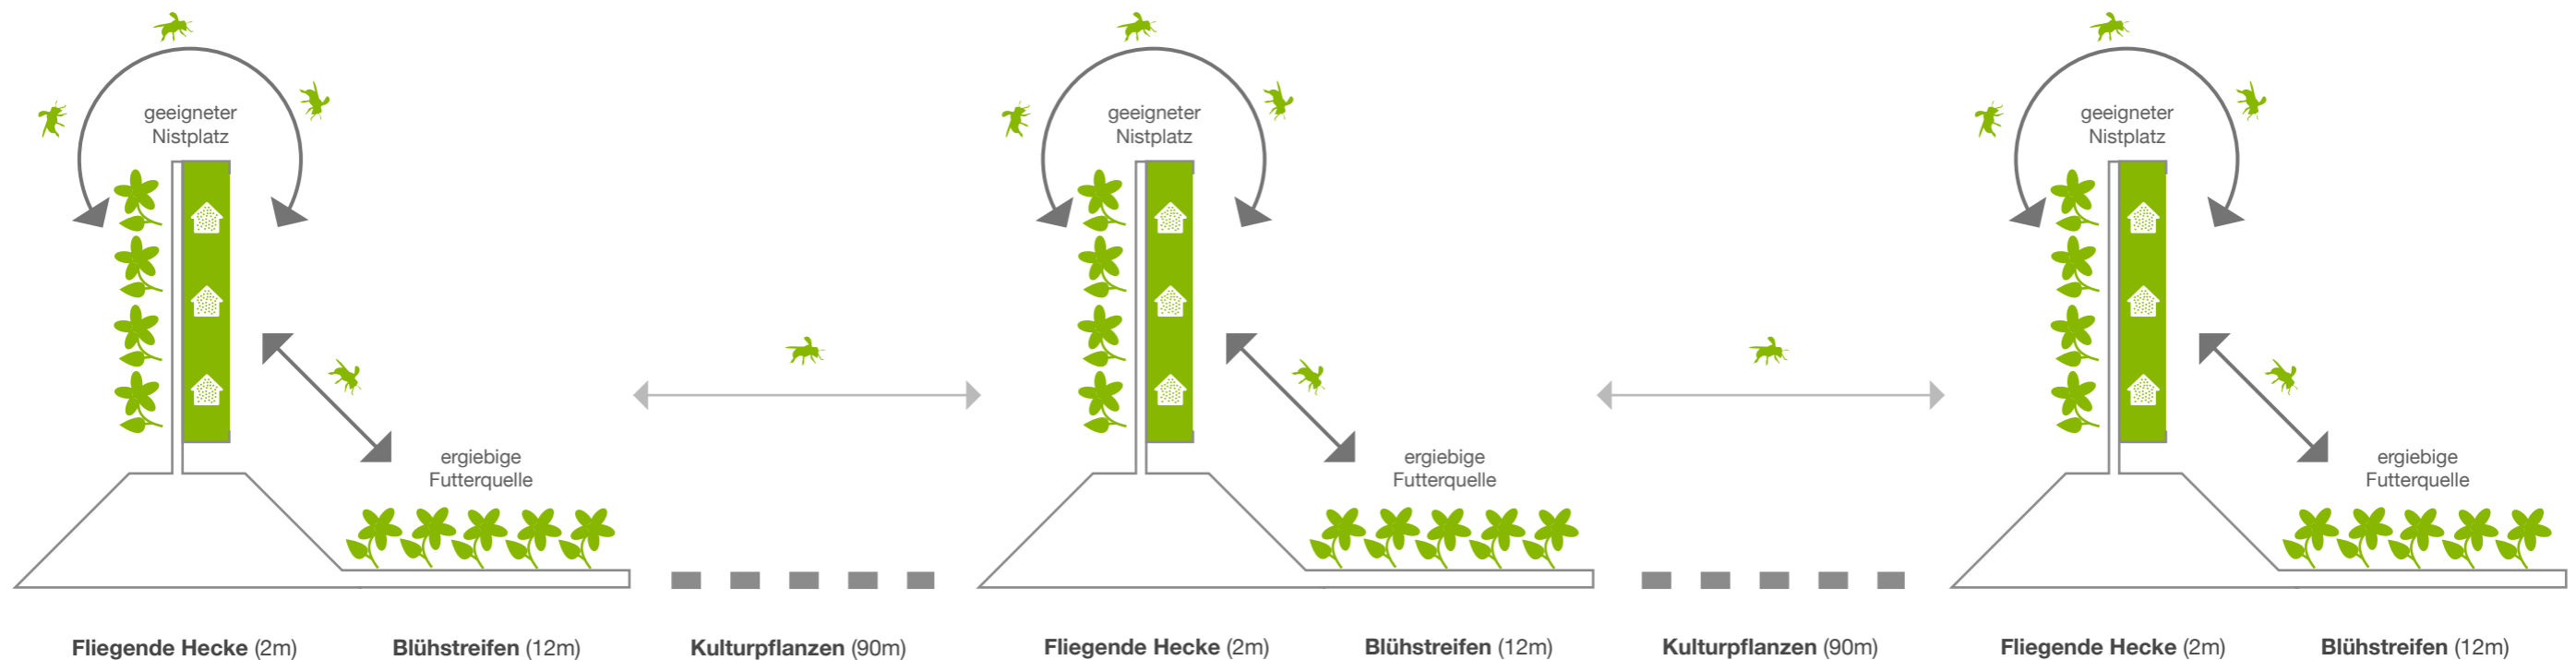 geeigneter
Nistplatz
geeigneter
Nistplatz
geeigneter
Nistplatz
ergiebige
Futterquelle
ergiebige
Futterquelle
ergiebige
Futterquelle
Fliegende Hecke (2m)
Blühstreifen (12m)
Kulturpflanzen (90m)
Fliegende Hecke (2m)
Blühstreifen (12m)
Kulturpflanzen (90m)
Fliegende Hecke (2m)
Blühstreifen (12m)